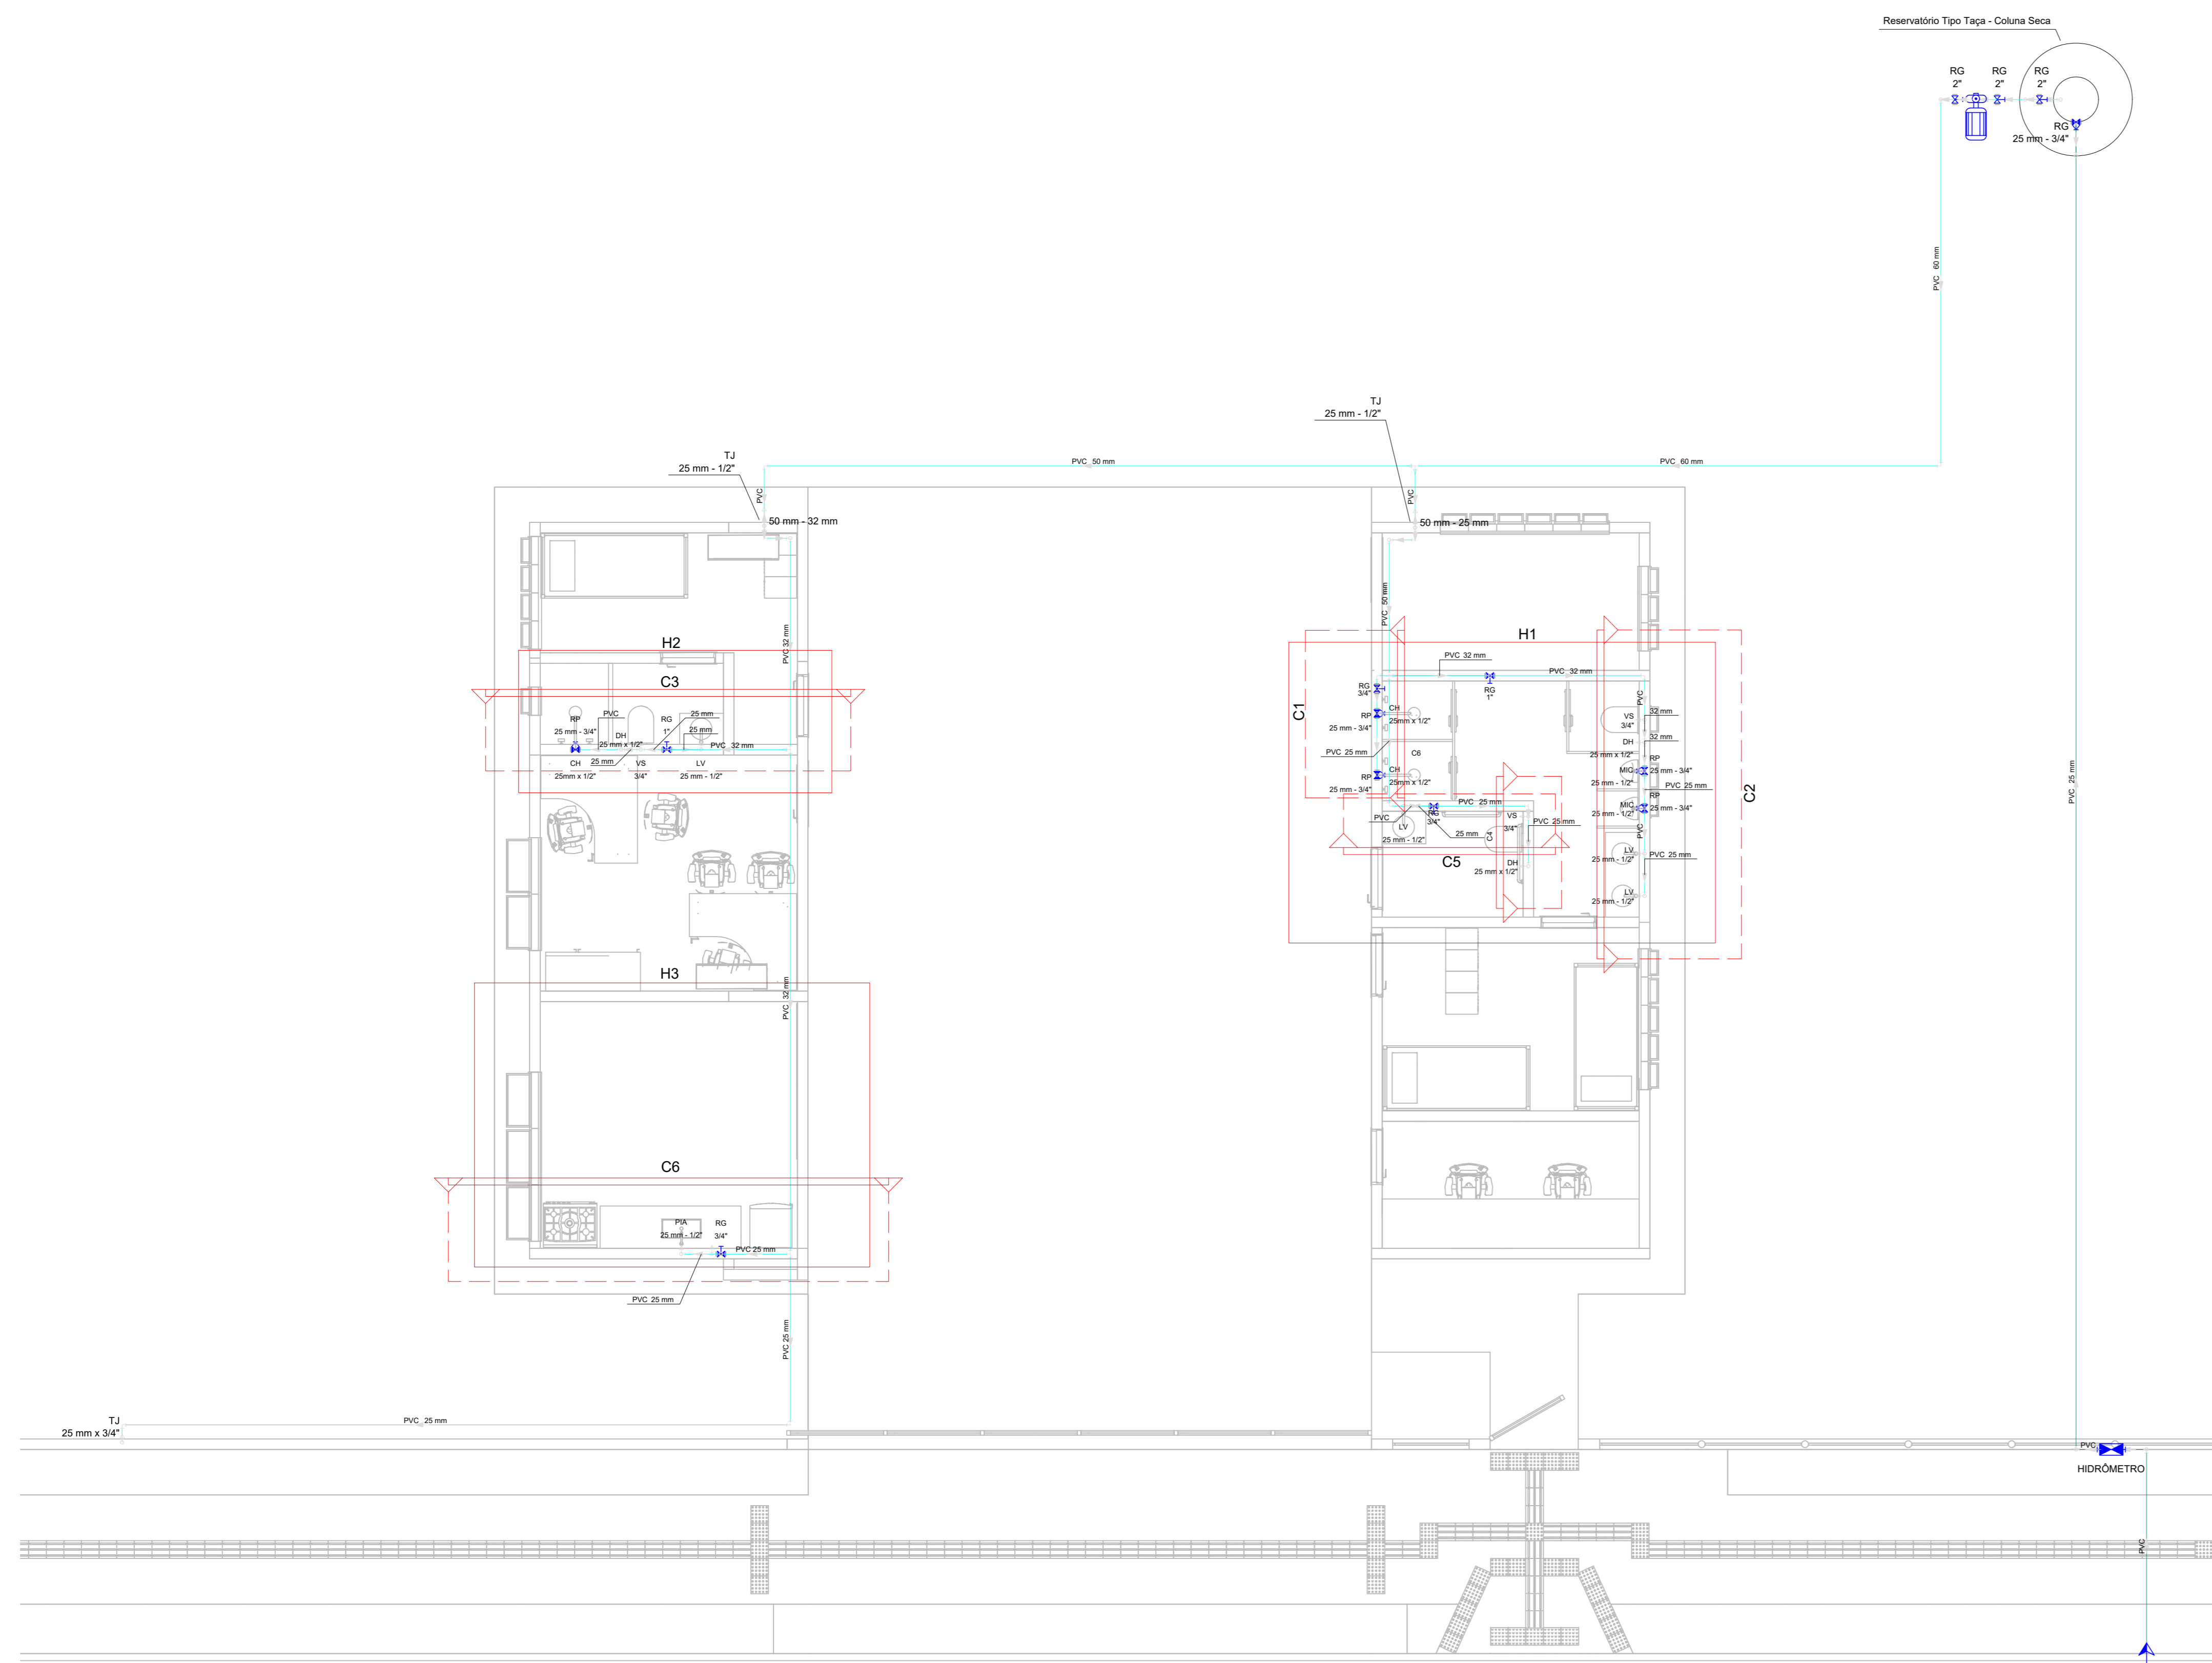 Reservatório Tipo Taça - Coluna Seca
RG
2"
RG
2"
RG
2"
RG
25 mm - 3/4"
PVC 60 mm
TJ
25 mm - 1/2"
TJ
25 mm - 1/2"
PVC 50 mm
PVC 60 mm
PVC
50 mm - 32 mm
PVC
50 mm - 25 mm
PVC 32 mm
PVC 50 mm
H2
C3
RP
25 mm - 3/4"
PVC
DH
25 mm x 1/2"
RG
1"
25 mm
25 mm
PVC 32 mm
CH
25mm x 1/2"
25 mm
VS
3/4"
LV
25 mm - 1/2"
H1
C1
PVC 32 mm
PVC 32 mm
RG
1"
RG
3/4"
CH
25mm x 1/2"
RP
25 mm - 3/4"
PVC 25 mm
C6
CH
25mm x 1/2"
RP
25 mm - 3/4"
PVC
VS
3/4"
32 mm
DH
25 mm x 1/2"
32 mm
RP
25 mm - 3/4"
MIC
25 mm - 1/2"
PVC 25 mm
RP
25 mm - 3/4"
MIC
25 mm - 1/2"
PVC
C2
PVC 25 mm
RG
3/4"
PVC
LV
25 mm - 1/2"
25 mm
C4
VS
3/4"
PVC 25 mm
C5
DH
25 mm x 1/2"
LV
25 mm - 1/2"
PVC 25 mm
LV
25 mm - 1/2"
PVC 25 mm
H3
PVC 32 mm
C6
PIA
25 mm - 1/2"
RG
3/4"
PVC 25 mm
PVC 25 mm
PVC 25 mm
TJ
25 mm x 3/4"
PVC 25 mm
PVC
HIDRÔMETRO
PVC